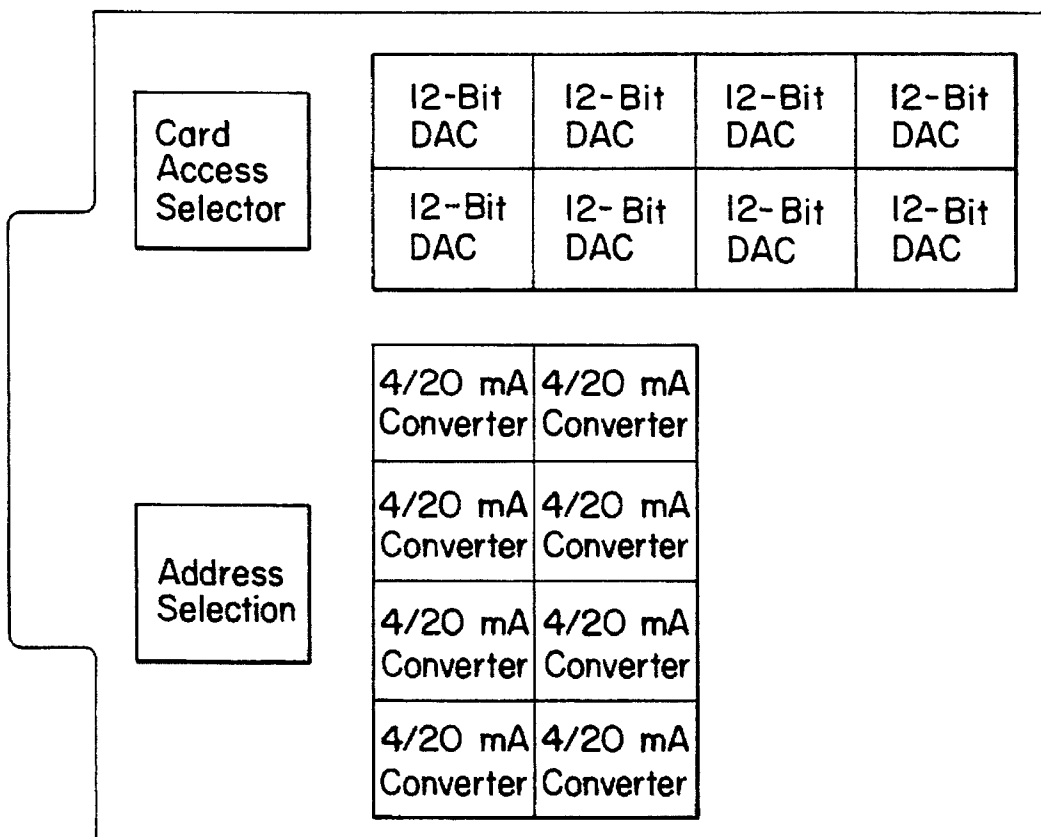 Card
Access
Selector
12-Bit
DAC
12-Bit
DAC
12-Bit
DAC
12-Bit
DAC
12-Bit
DAC
12-Bit
DAC
12-Bit
DAC
12-Bit
DAC
4/20 mA
Converter
4/20 mA
Converter
4/20 mA
Converter
4/20 mA
Converter
Address
Selection
4/20 mA
Converter
4/20 mA
Converter
4/20 mA
Converter
4/20 mA
Converter